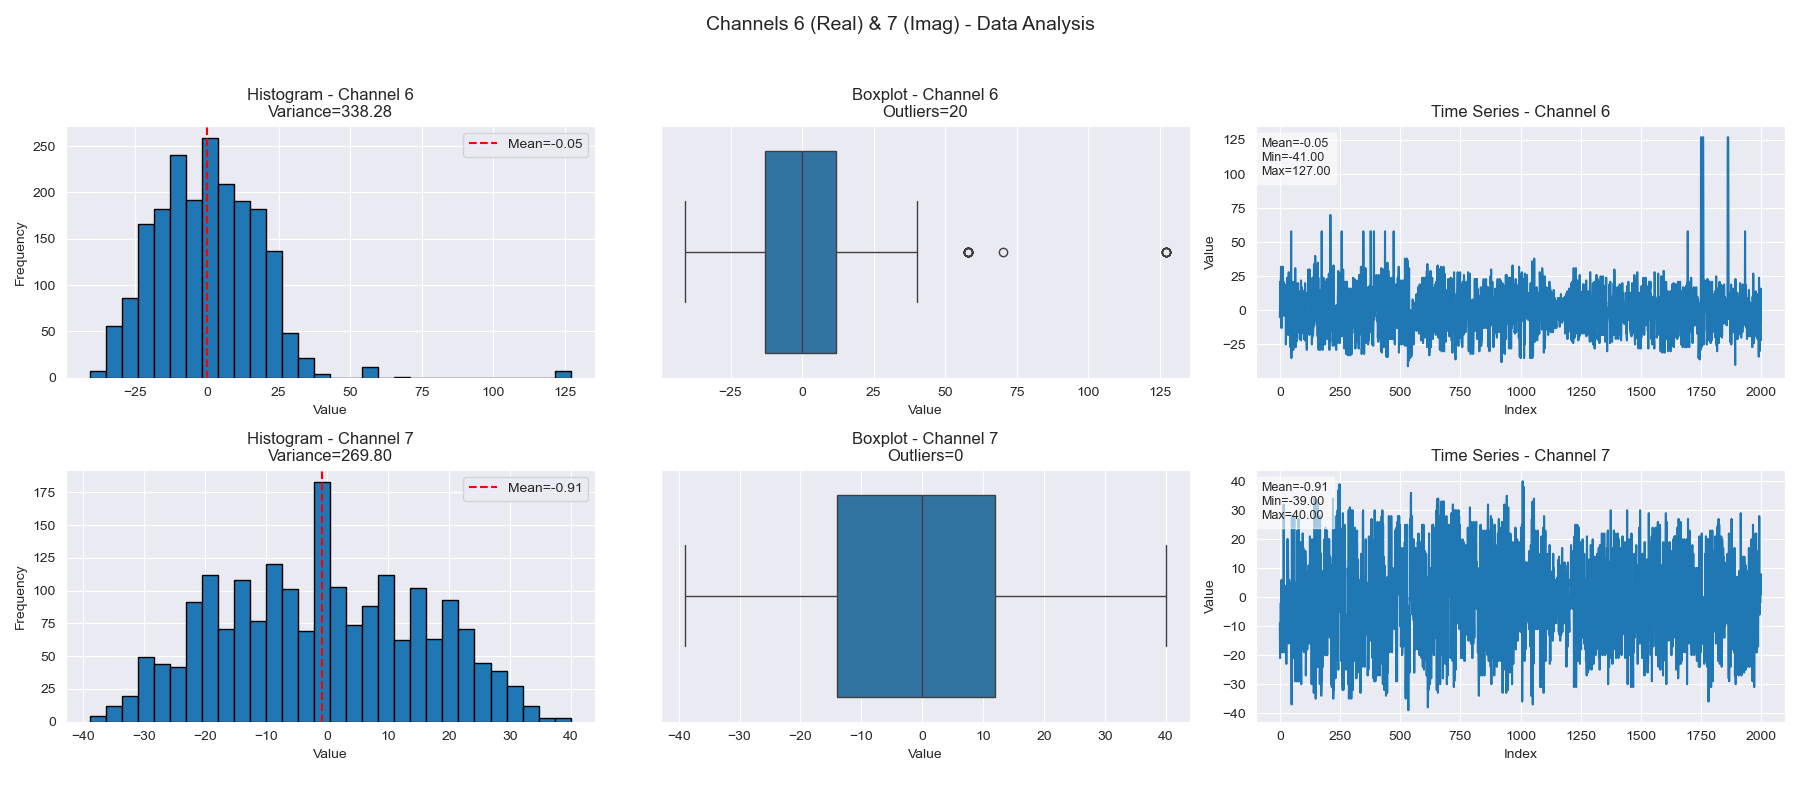 Channels 6 (Real) & 7 (Imag) - Data Analysis
Histogram - Channel 6
Variance=338.28
Mean=-0.05
Frequency
0
50
100
150
200
250
−25
0
25
50
75
100
125
Value
Boxplot - Channel 6
Outliers=20
−25
0
25
50
75
100
125
Value
Time Series - Channel 6
Mean=-0.05
Min=-41.00
Max=127.00
Value
125
100
75
50
25
0
−25
0
250
500
750
1000
1250
1500
1750
2000
Index
Histogram - Channel 7
Variance=269.80
Mean=-0.91
Frequency
175
150
125
100
75
50
25
0
−40
−30
−20
−10
0
10
20
30
40
Value
Boxplot - Channel 7
Outliers=0
−40
−30
−20
−10
0
10
20
30
40
Value
Time Series - Channel 7
Mean=-0.91
Min=-39.00
Max=40.00
Value
40
30
20
10
0
−10
−20
−30
−40
0
250
500
750
1000
1250
1500
1750
2000
Index